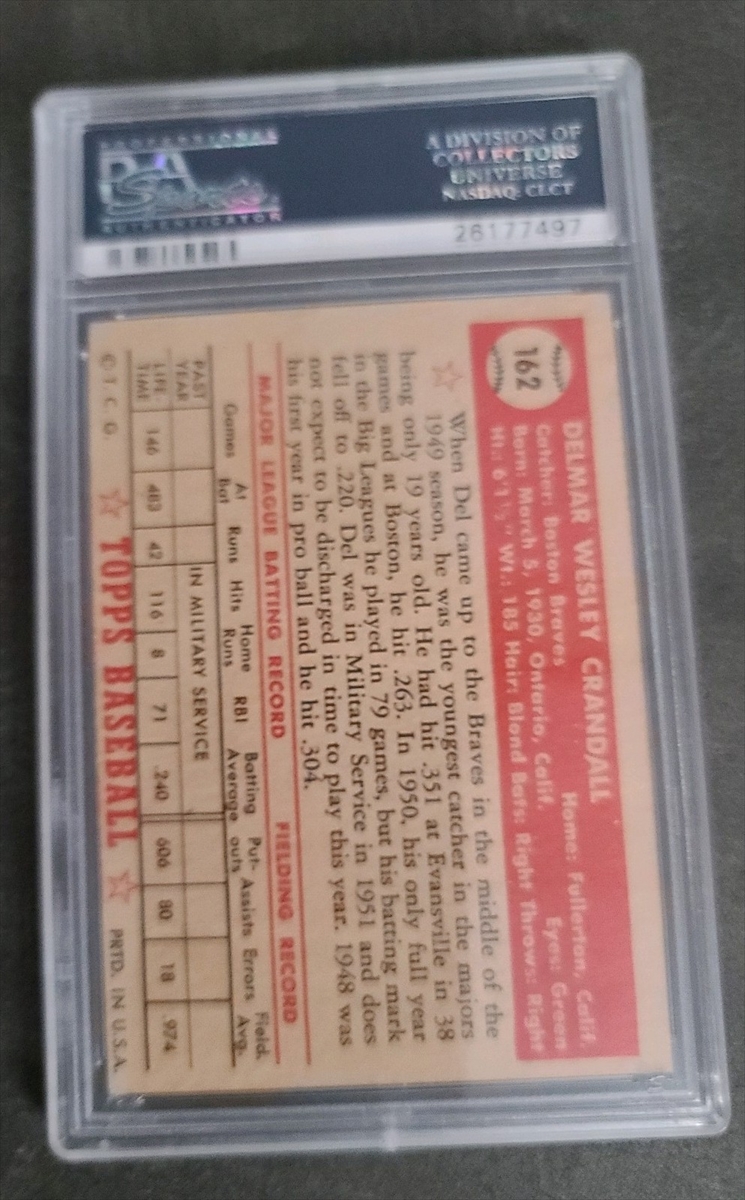 PROFESSIONAL
PSA
Sports
AUTHENTICATOR
A DIVISION OF
COLLECTORS
UNIVERSE
NASDAQ: CLCT
26177497
162
DELMAR WESLEY CRANDALL
Catcher: Boston Braves Home: Fullerton, Calif.
Born: March 5, 1930, Ontario, Calif. Eyes: Green
Ht.: 6'1½" Wt.: 185 Hair: Blond Bats: Right Throws: Right
When Del came up to the Braves in the middle of the
1949 season, he was the youngest catcher in the majors
being only 19 years old. He had hit .351 at Evansville in 38
games and at Boston, he hit .263. In 1950, his only full year
in the Big Leagues he played in 79 games, but his batting mark
fell off to .220. Del was in Military Service in 1951 and does
not expect to be discharged in time to play this year. 1948 was
his first year in pro ball and he hit .304.
MAJOR LEAGUE BATTING RECORD FIELDING RECORD
Games At Bat Runs Hits Home Runs RBI Batting Average Put-outs Assists Errors Field. Avg.
PAST YEAR IN MILITARY SERVICE
LIFE TIME 146 483 42 116 8 71 .240 606 80 18 .974
© T. C. G. ☆ TOPPS BASEBALL ☆ PRTD. IN U.S.A.